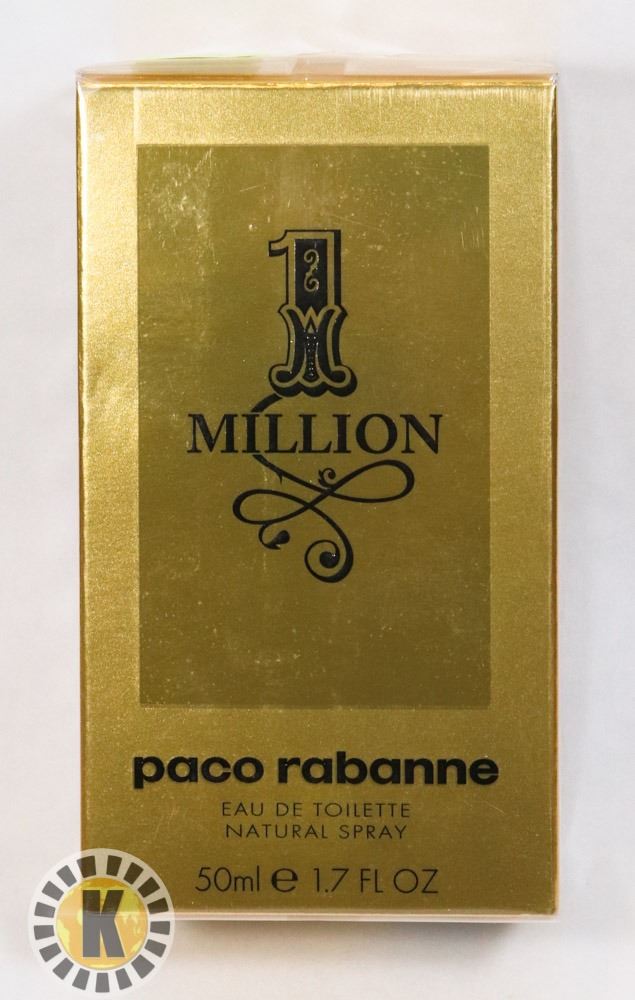 1
MILLION
paco rabanne
EAU DE TOILETTE
NATURAL SPRAY
50ml e 1.7 FL OZ
K